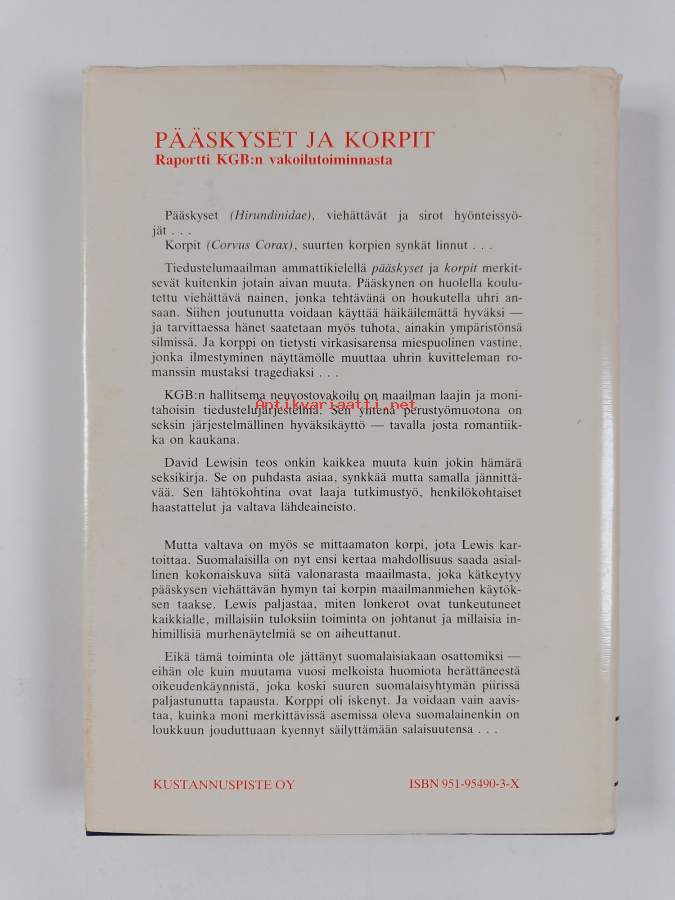 PÄÄSKYSET JA KORPIT
Raportti KGB:n vakoilutoiminnasta
Pääskyset (Hirundinidae), viehättävät ja sirot hyönteissyö-
jät . . .
Korpit (Corvus Corax), suurten korpien synkät linnut . . .
Tiedustelumaailman ammattikielellä pääskyset ja korpit merkit-
sevät kuitenkin jotain aivan muuta. Pääskynen on huolella koulu-
tettu viehättävä nainen, jonka tehtävänä on houkutella uhri an-
saan. Siihen joutunutta voidaan käyttää häikäilemättä hyväksi —
ja tarvittaessa hänet saatetaan myös tuhota, ainakin ympäristönsä
silmissä. Ja korppi on tietysti virkasisarensa miespuolinen vastine,
jonka ilmestyminen näyttämölle muuttaa uhrin kuvitteleman ro-
manssin mustaksi tragediaksi . . .
KGB:n hallitsema neuvostovakoilu on maailman laajin ja moni-
tahoisin tiedustelujärjestelmä. Sen yhtenä perustyömuotona on
Antikvariaatti.net
seksin järjestelmällinen hyväksikäyttö — tavalla josta romantiik-
ka on kaukana.
David Lewisin teos onkin kaikkea muuta kuin jokin hämärä
seksikirja. Se on puhdasta asiaa, synkkää mutta samalla jännittä-
vää. Sen lähtökohtina ovat laaja tutkimustyö, henkilökohtaiset
haastattelut ja valtava lähdeaineisto.
Mutta valtava on myös se mittaamaton korpi, jota Lewis kar-
toittaa. Suomalaisilla on nyt ensi kertaa mahdollisuus saada asial-
linen kokonaiskuva siitä valonarasta maailmasta, joka kätkeytyy
pääskysen viehättävän hymyn tai korpin maailmanmiehen käytök-
sen taakse. Lewis paljastaa, miten lonkerot ovat tunkeutuneet
kaikkialle, millaisiin tuloksiin toiminta on johtanut ja millaisia in-
himillisiä murhenäytelmiä se on aiheuttanut.
Eikä tämä toiminta ole jättänyt suomalaisiakaan osattomiksi —
eihän ole kuin muutama vuosi melkoista huomiota herättäneestä
oikeudenkäynnistä, joka koski suuren suomalaisyhtymän piirissä
paljastunutta tapausta. Korppi oli iskenyt. Ja voidaan vain aavis-
taa, kuinka moni merkittävissä asemissa oleva suomalainenkin on
loukkuun jouduttuaan kyennyt säilyttämään salaisuutensa . . .
KUSTANNUSPISTE OY
ISBN 951-95490-3-X